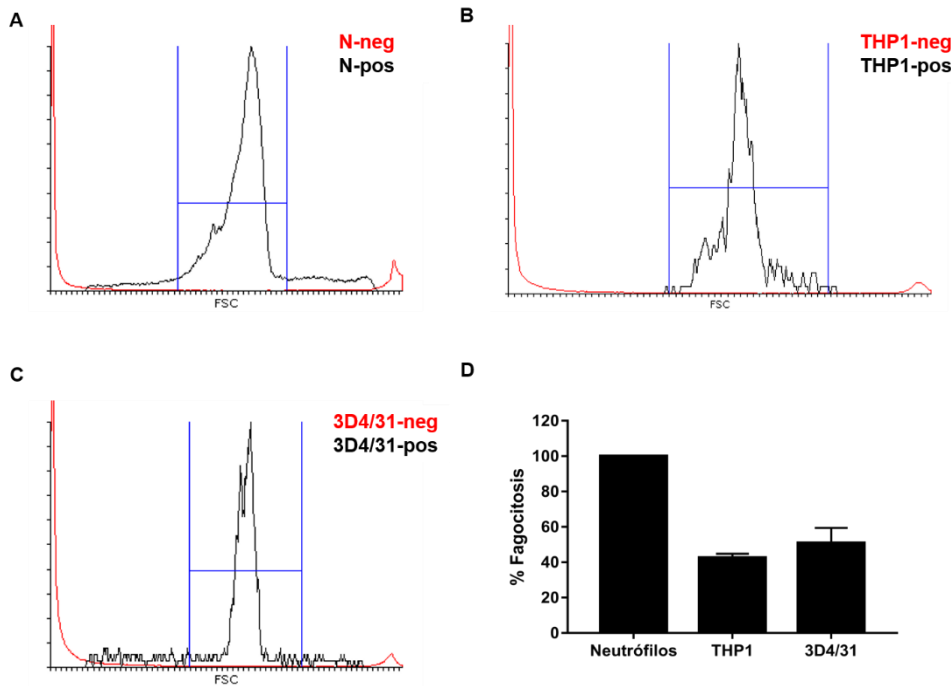 A
N-neg
N-pos
FSC
B
THP1-neg
THP1-pos
FSC
C
3D4/31-neg
3D4/31-pos
FSC
D
% Fagocitosis
120
100
80
60
40
20
0
Neutrófilos THP1 3D4/31